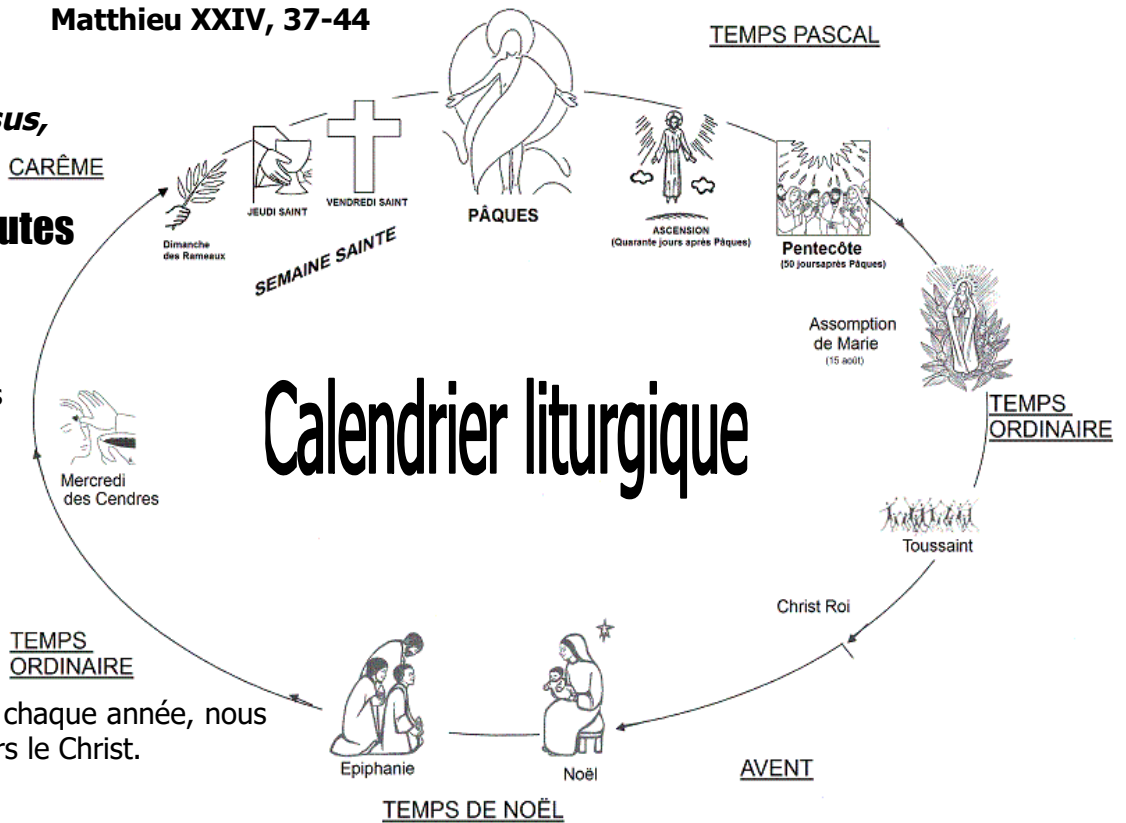 Matthieu XXIV, 37-44
TEMPS PASCAL
sus,
CARÊME
utes
JEUDI SAINT
VENDREDI SAINT
PÂQUES
Dimanche
des Rameaux
SEMAINE SAINTE
ASCENSION
(Quarante jours après Pâques)
Pentecôte
(50 joursaprès Pâques)
Assomption
de Marie
(15 août)
s
Calendrier liturgique
TEMPS
ORDINAIRE
Mercredi
des Cendres
Toussaint
Christ Roi
TEMPS
ORDINAIRE
chaque année, nous
rs le Christ.
Epiphanie
Noël
AVENT
TEMPS DE NOËL